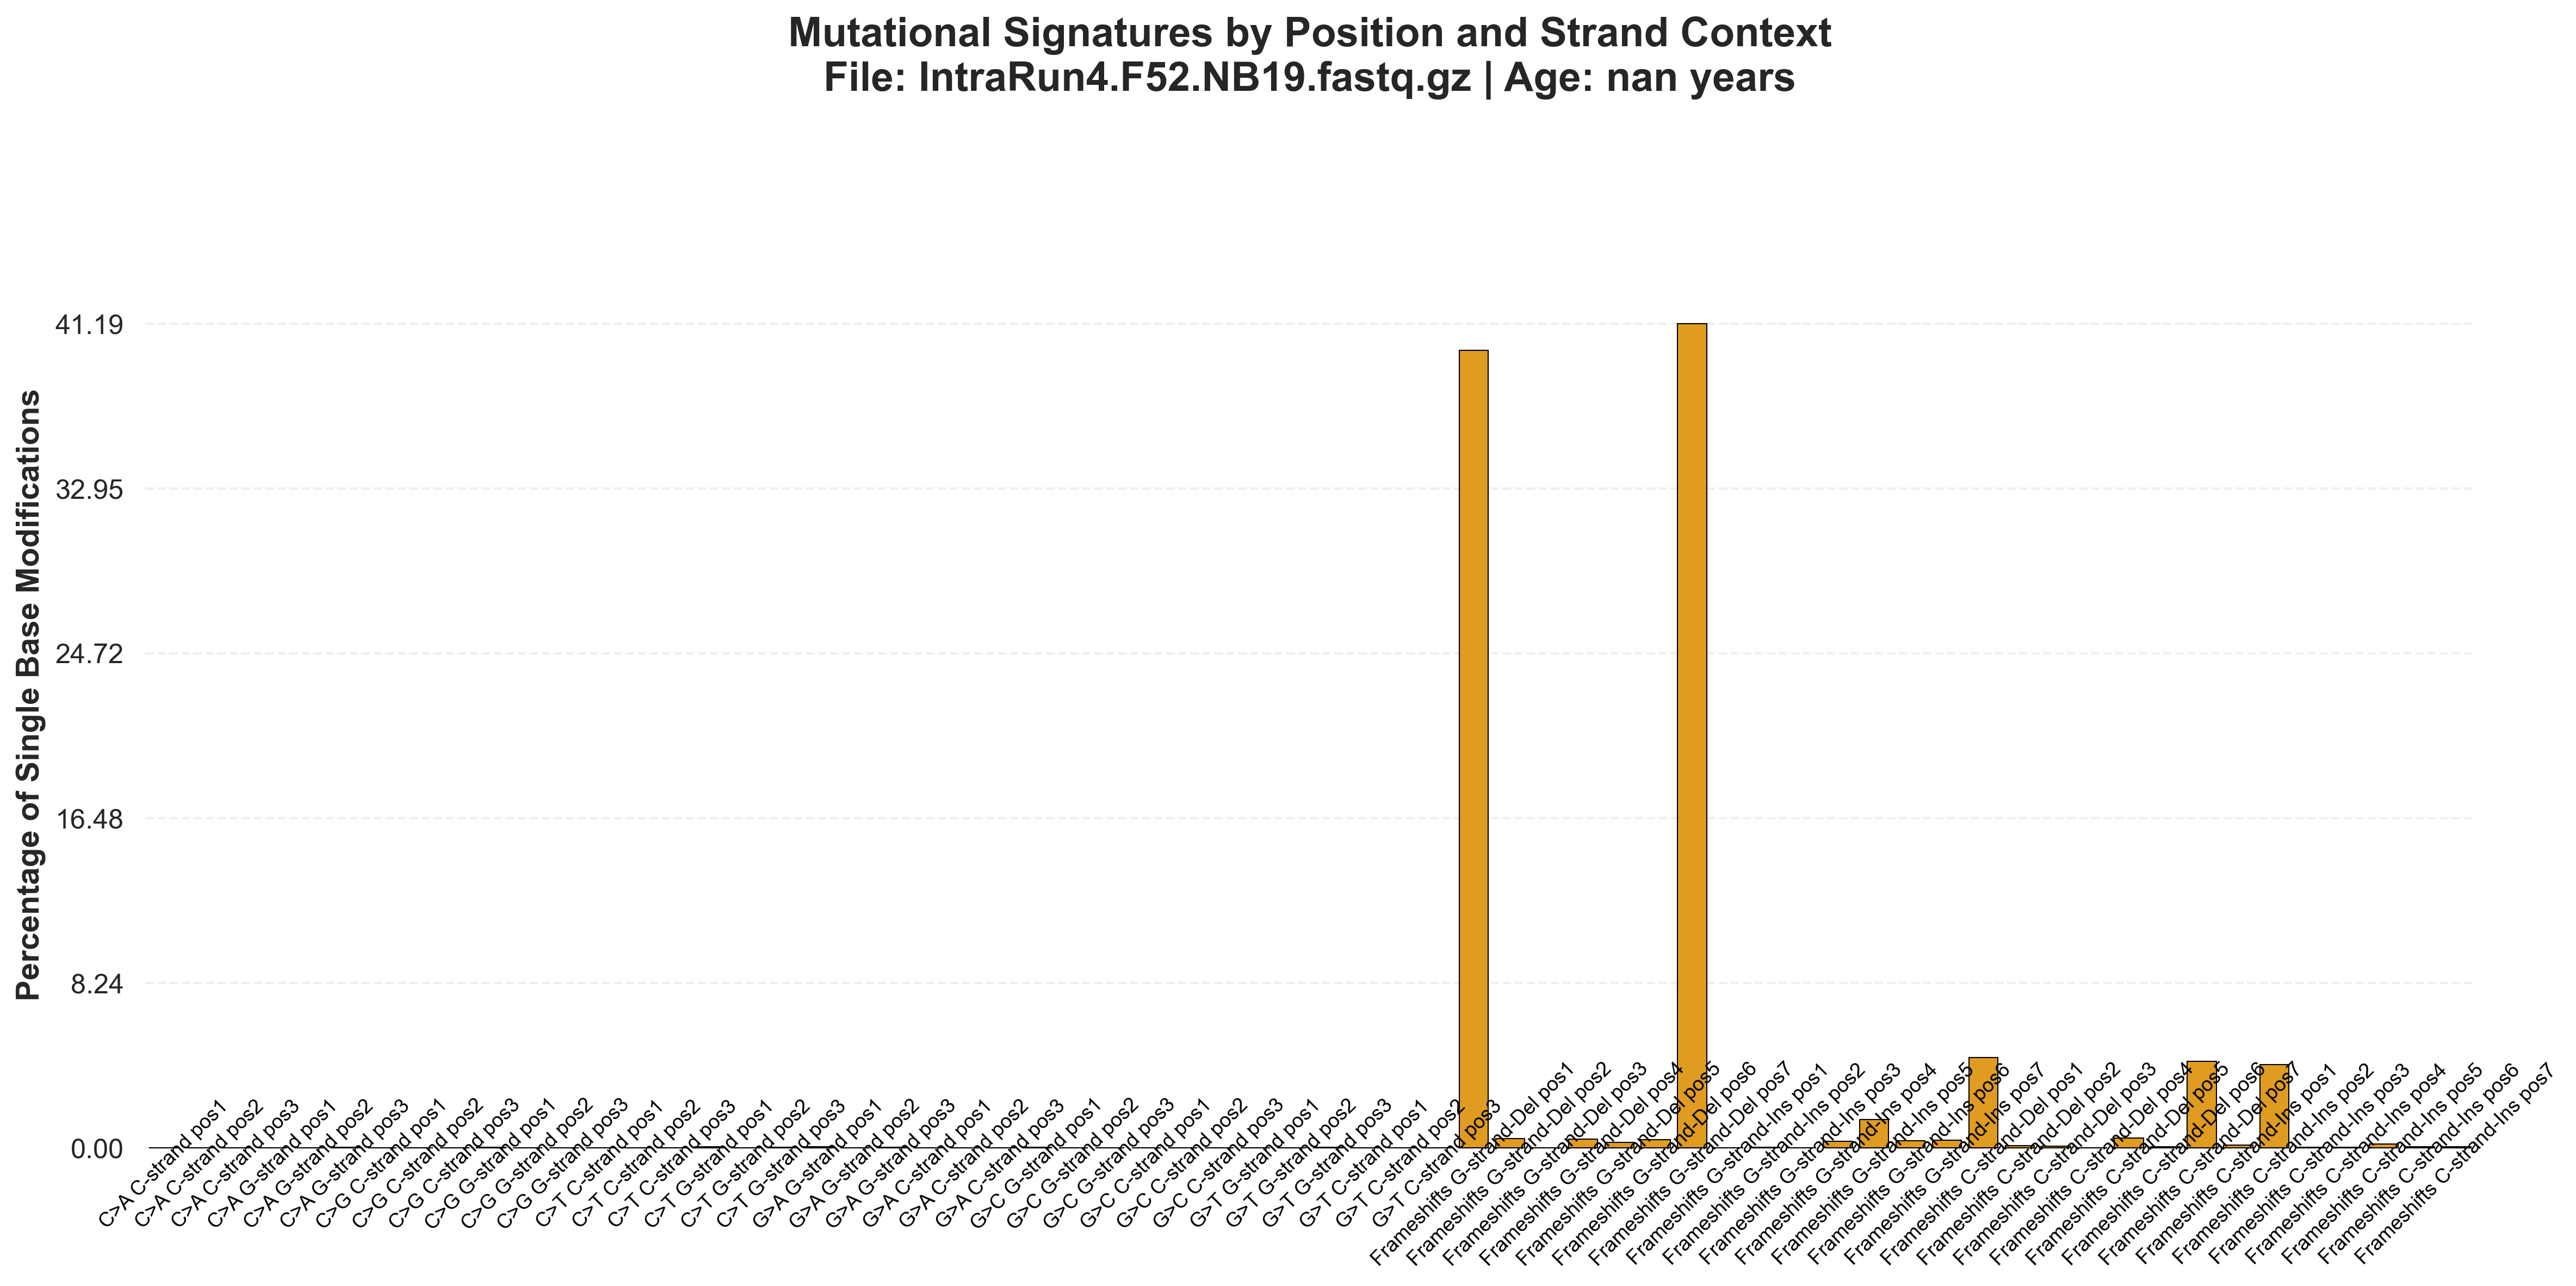 Mutational Signatures by Position and Strand Context
File: IntraRun4.F52.NB19.fastq.gz | Age: nan years
Percentage of Single Base Modifications
41.19
32.95
24.72
16.48
8.24
0.00
C>A C-strand pos1
C>A C-strand pos2
C>A C-strand pos3
C>A G-strand pos1
C>A G-strand pos2
C>A G-strand pos3
C>G C-strand pos1
C>G C-strand pos2
C>G C-strand pos3
C>G G-strand pos1
C>G G-strand pos2
C>G G-strand pos3
C>T C-strand pos1
C>T C-strand pos2
C>T C-strand pos3
C>T G-strand pos1
C>T G-strand pos2
C>T G-strand pos3
G>A G-strand pos1
G>A G-strand pos2
G>A G-strand pos3
G>A C-strand pos1
G>A C-strand pos2
G>A C-strand pos3
G>C G-strand pos1
G>C G-strand pos2
G>C G-strand pos3
G>C C-strand pos1
G>C C-strand pos2
G>C C-strand pos3
G>T G-strand pos1
G>T G-strand pos2
G>T G-strand pos3
G>T C-strand pos1
G>T C-strand pos2
G>T C-strand pos3
Frameshifts G-strand-Del pos1
Frameshifts G-strand-Del pos2
Frameshifts G-strand-Del pos3
Frameshifts G-strand-Del pos4
Frameshifts G-strand-Del pos5
Frameshifts G-strand-Del pos6
Frameshifts G-strand-Del pos7
Frameshifts G-strand-Ins pos1
Frameshifts G-strand-Ins pos2
Frameshifts G-strand-Ins pos3
Frameshifts G-strand-Ins pos4
Frameshifts G-strand-Ins pos5
Frameshifts G-strand-Ins pos6
Frameshifts G-strand-Ins pos7
Frameshifts C-strand-Del pos1
Frameshifts C-strand-Del pos2
Frameshifts C-strand-Del pos3
Frameshifts C-strand-Del pos4
Frameshifts C-strand-Del pos5
Frameshifts C-strand-Del pos6
Frameshifts C-strand-Del pos7
Frameshifts C-strand-Ins pos1
Frameshifts C-strand-Ins pos2
Frameshifts C-strand-Ins pos3
Frameshifts C-strand-Ins pos4
Frameshifts C-strand-Ins pos5
Frameshifts C-strand-Ins pos6
Frameshifts C-strand-Ins pos7